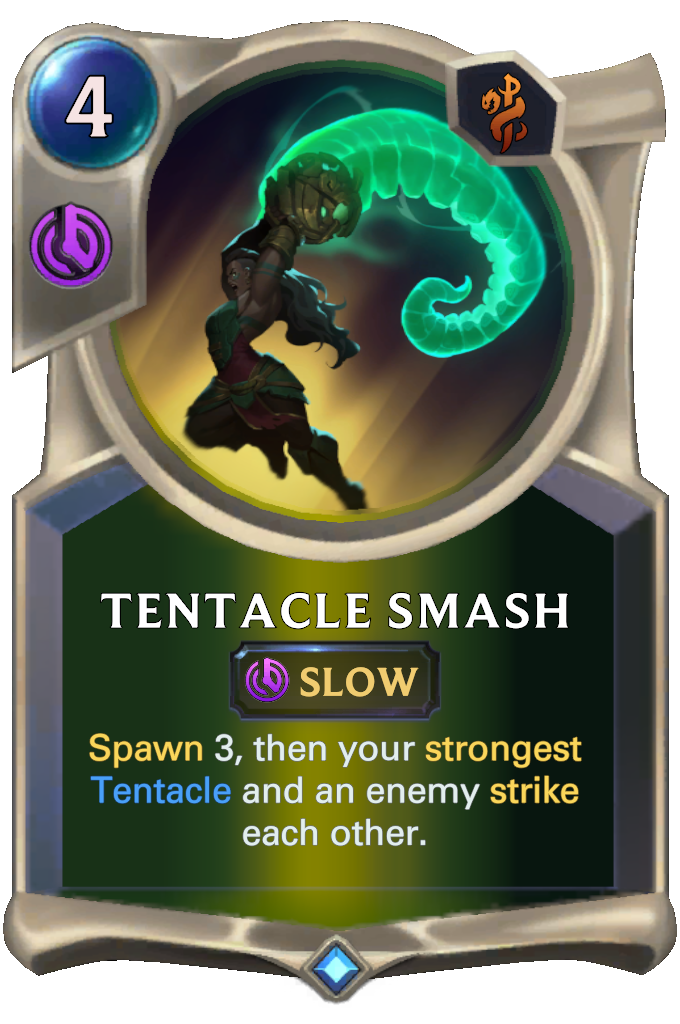 4
TENTACLE SMASH
SLOW
Spawn 3, then your strongest
Tentacle and an enemy strike
each other.